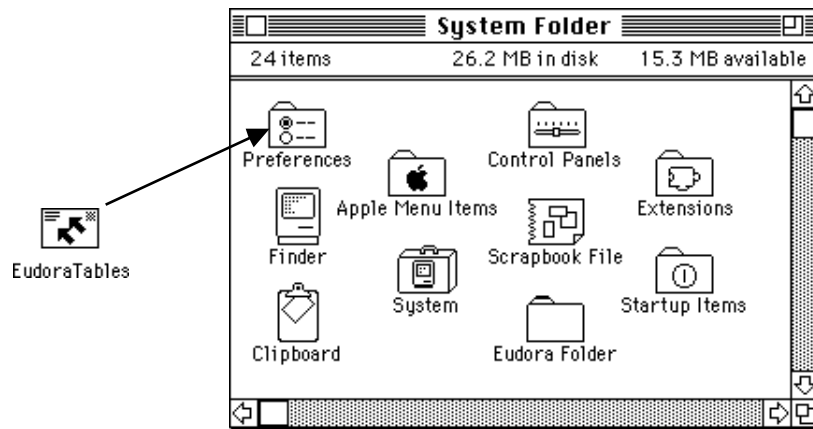 System Folder
24 items 26.2 MB in disk 15.3 MB available
Preferences
Control Panels
Apple Menu Items
Extensions
EudoraTables
Finder
Scrapbook File
System
Startup Items
Clipboard
Eudora Folder